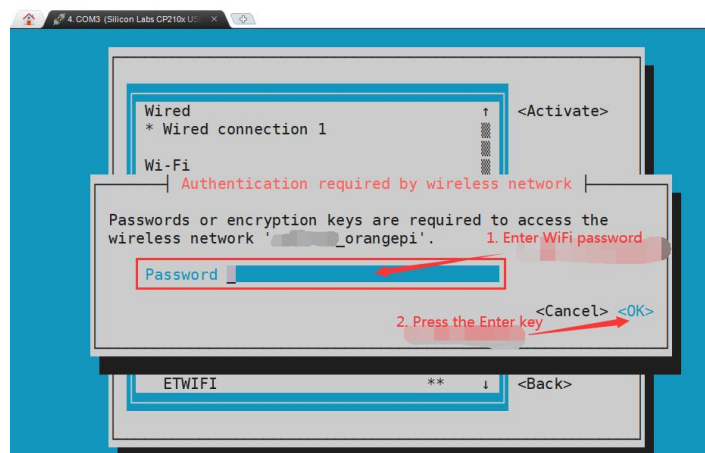 4. COM3 (Silicon Labs CP210x US
Wired
<Activate>
* Wired connection 1
Wi-Fi
Authentication required by wireless network
Passwords or encryption keys are required to access the
wireless network ' _orangepi'.
1. Enter WiFi password
Password
<Cancel> <OK>
2. Press the Enter key
ETWIFI ** ↓ <Back>